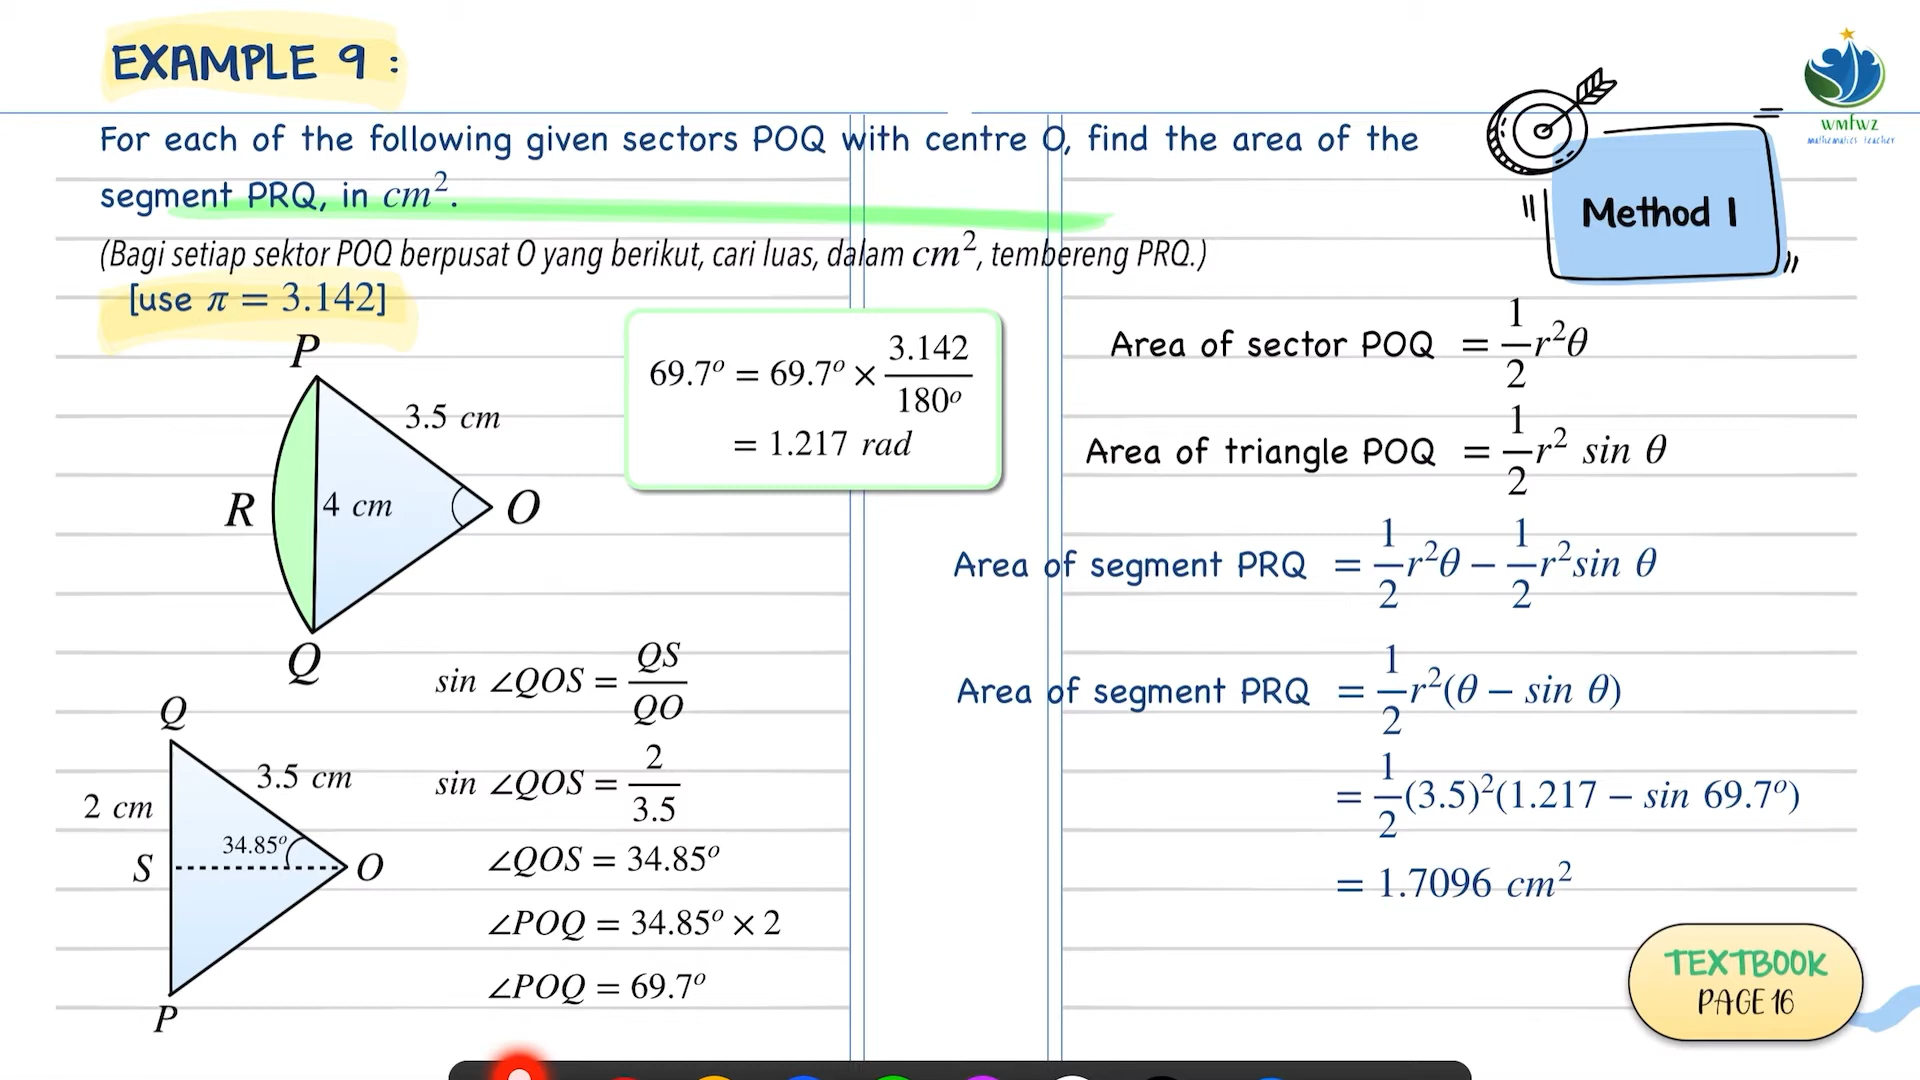 EXAMPLE 9 :
For each of the following given sectors POQ with centre O, find the area of the
segment PRQ, in cm².
(Bagi setiap sektor POQ berpusat O yang berikut, cari luas, dalam cm², tembereng PRQ.)
[use π = 3.142]
wmfwz
mathematics teacher
Method 1
P
3.5 cm
R
4 cm
O
Q
69.7° = 69.7° × 3.142/180°
= 1.217 rad
Q
3.5 cm
2 cm
34.85°
S
O
P
sin ∠QOS = QS/QO
sin ∠QOS = 2/3.5
∠QOS = 34.85°
∠POQ = 34.85° × 2
∠POQ = 69.7°
Area of sector POQ = 1/2 r²θ
Area of triangle POQ = 1/2 r² sin θ
Area of segment PRQ = 1/2 r²θ − 1/2 r² sin θ
Area of segment PRQ = 1/2 r²(θ − sin θ)
= 1/2 (3.5)²(1.217 − sin 69.7°)
= 1.7096 cm²
TEXTBOOK
PAGE 16